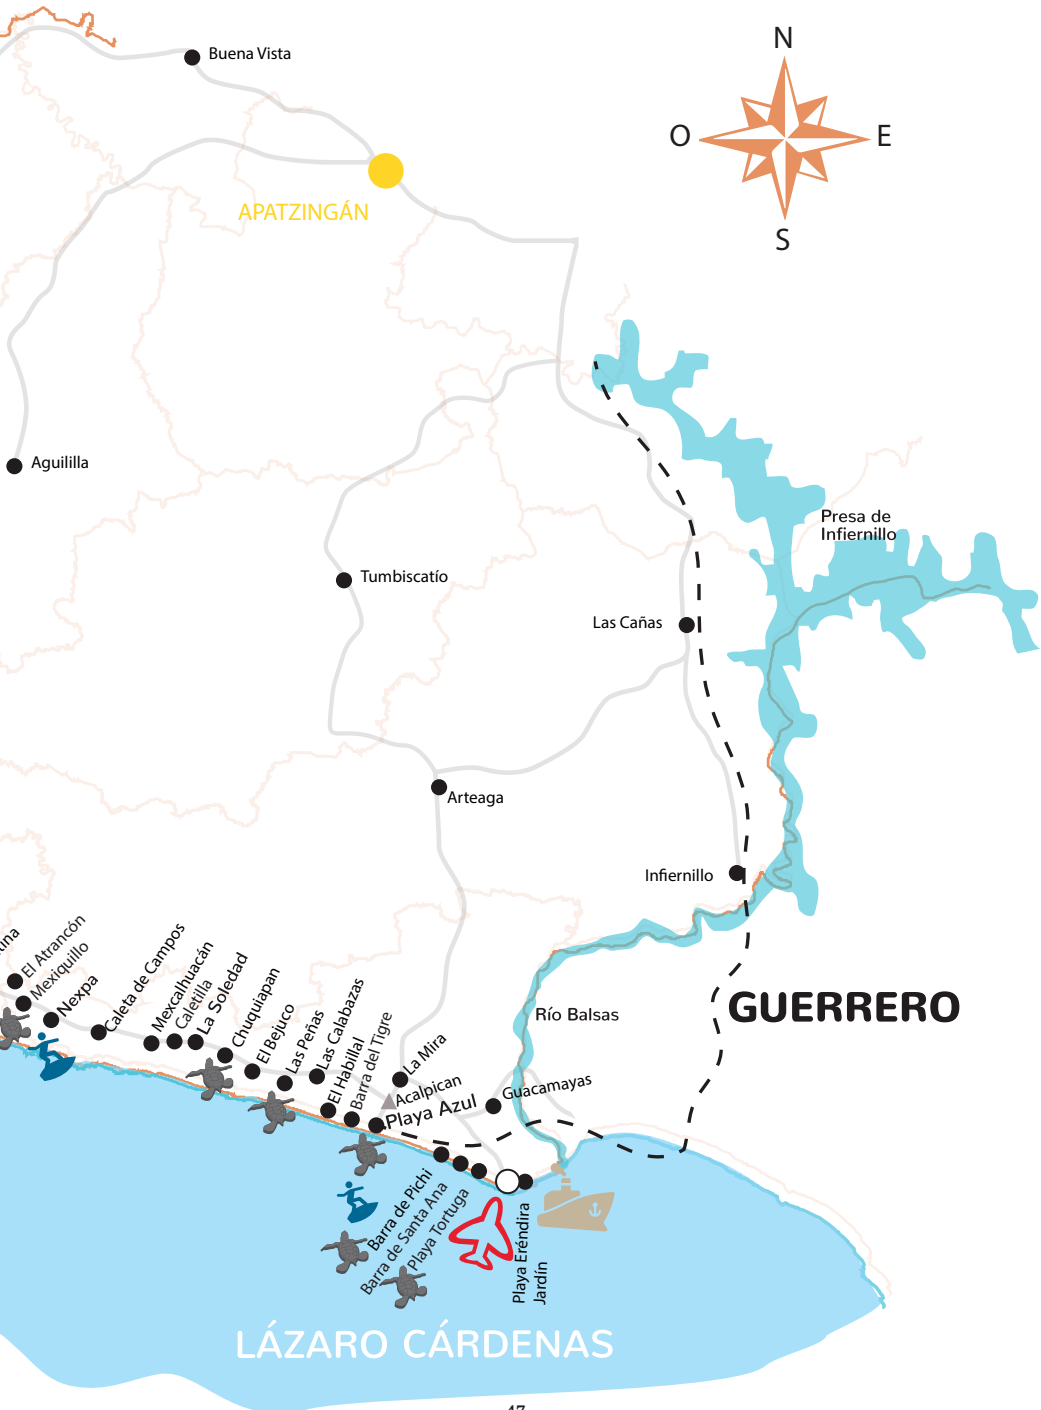 N
Buena Vista
O
E
APATZINGÁN
S
Aguililla
Presa de
Infiernillo
Tumbiscatío
Las Cañas
Arteaga
Infiernillo
El Atrancón
Mexiquillo
Nexpa
Caleta de Campos
Mexcalhuacán
Caletilla
La Soledad
Chuquiapan
El Bejuco
Las Peñas
Las Calabazas
El Habillal
Barra del Tigre
La Mira
Acalpican
Playa Azul
Guacamayas
Río Balsas
GUERRERO
Barra de Pichi
Barra de Santa Ana
Playa Tortuga
Playa Eréndira
Jardín
LÁZARO CÁRDENAS